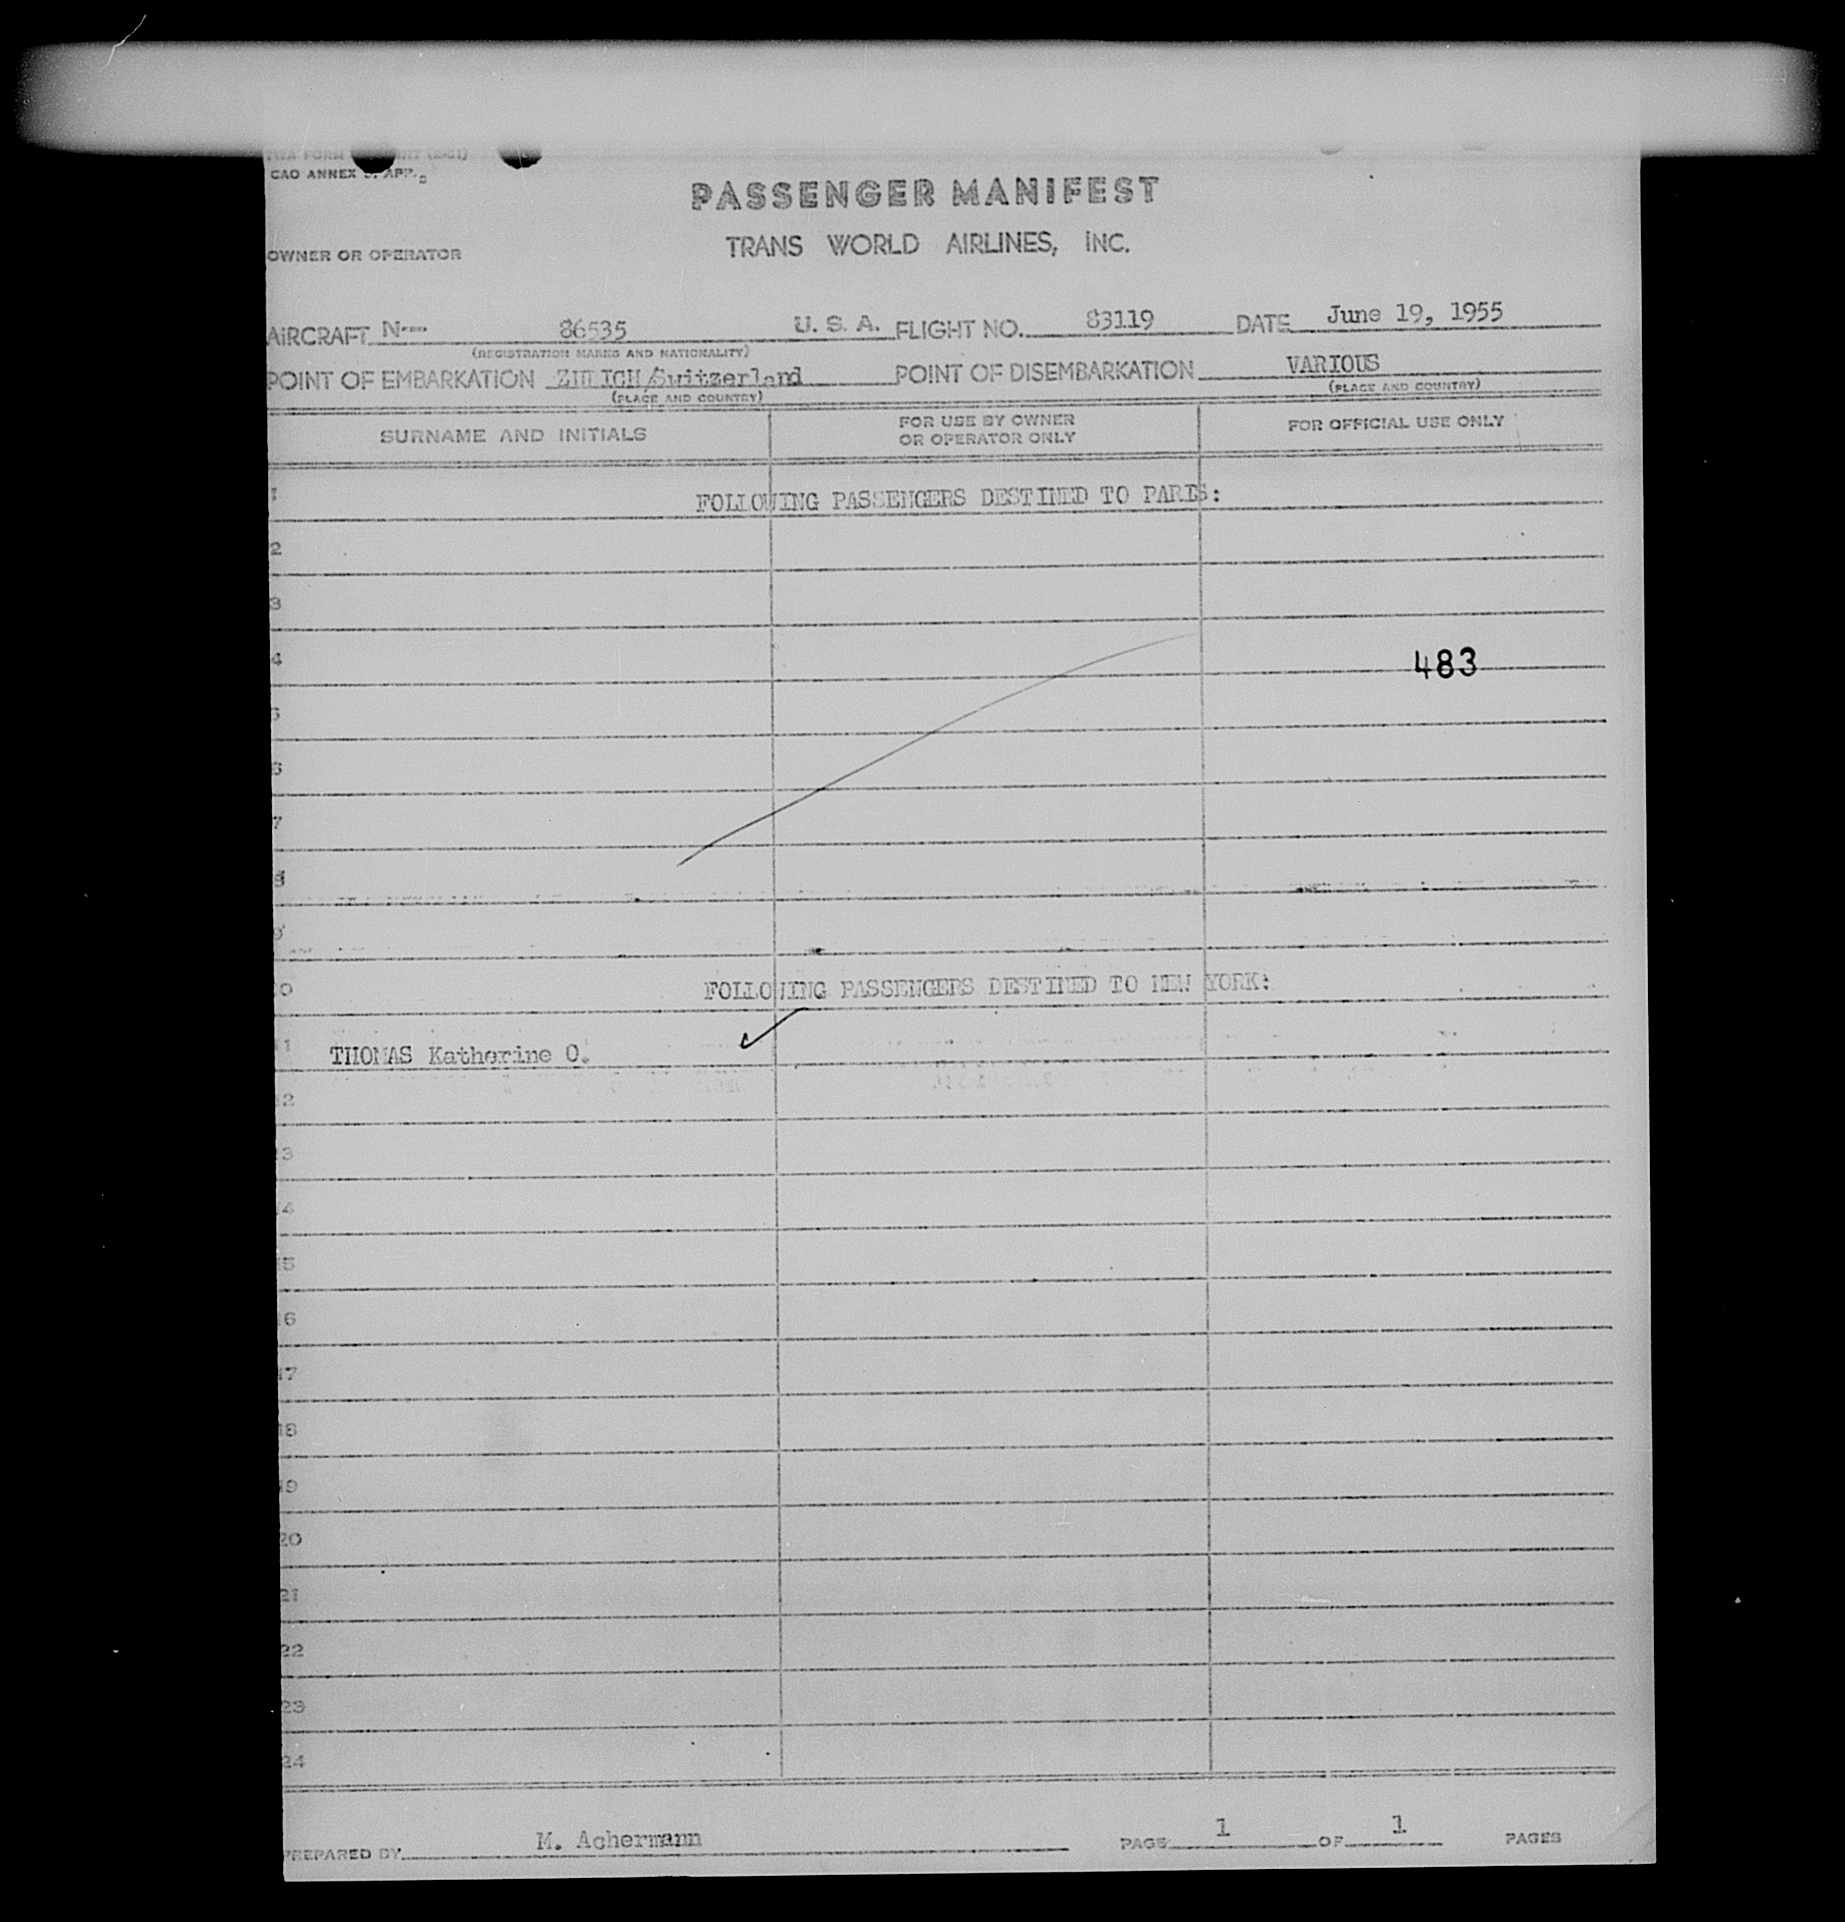 CAO ANNEX
PASSENGER MANIFEST
OWNER OR OPERATOR TRANS WORLD AIRLINES, INC.
AIRCRAFT N--- 86535 U. S. A. FLIGHT NO. 83119 DATE June 19, 1955
(REGISTRATION MARKS AND NATIONALITY)
POINT OF EMBARKATION ZURICH/Switzerland POINT OF DISEMBARKATION VARIOUS
(PLACE AND COUNTRY) (PLACE AND COUNTRY)
SURNAME AND INITIALS FOR USE BY OWNER OR OPERATOR ONLY FOR OFFICIAL USE ONLY
1 FOLLOWING PASSENGERS DESTINED TO PARIS:
2
3
4 483
5
6
7
8
9
10 FOLLOWING PASSENGERS DESTINED TO NEW YORK:
11 THOMAS Katherine O.
12
13
14
15
16
17
18
19
20
21
22
23
24
PREPARED BY M. Achermann PAGE 1 OF 1 PAGES